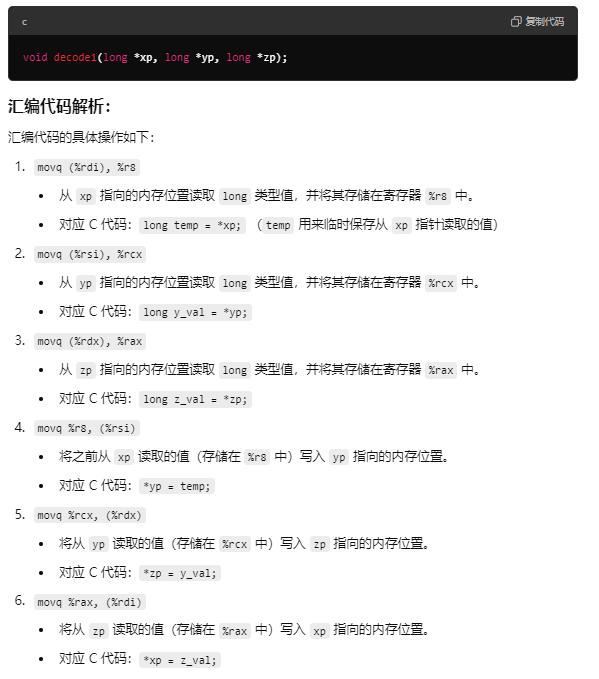 c
复制代码
void decode1(long *xp, long *yp, long *zp);
汇编代码解析：
汇编代码的具体操作如下：
1. movq (%rdi), %r8
• 从 xp 指向的内存位置读取 long 类型值，并将其存储在寄存器 %r8 中。
• 对应 C 代码：long temp = *xp; （temp 用来临时保存从 xp 指针读取的值）
2. movq (%rsi), %rcx
• 从 yp 指向的内存位置读取 long 类型值，并将其存储在寄存器 %rcx 中。
• 对应 C 代码：long y_val = *yp;
3. movq (%rdx), %rax
• 从 zp 指向的内存位置读取 long 类型值，并将其存储在寄存器 %rax 中。
• 对应 C 代码：long z_val = *zp;
4. movq %r8, (%rsi)
• 将之前从 xp 读取的值（存储在 %r8 中）写入 yp 指向的内存位置。
• 对应 C 代码：*yp = temp;
5. movq %rcx, (%rdx)
• 将从 yp 读取的值（存储在 %rcx 中）写入 zp 指向的内存位置。
• 对应 C 代码：*zp = y_val;
6. movq %rax, (%rdi)
• 将从 zp 读取的值（存储在 %rax 中）写入 xp 指向的内存位置。
• 对应 C 代码：*xp = z_val;